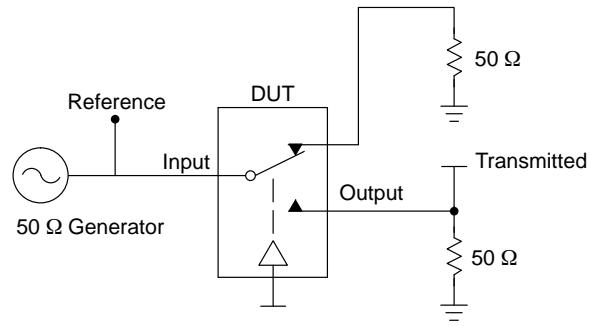 50 Ω
DUT
Reference
Input
Transmitted
Output
50 Ω Generator
50 Ω